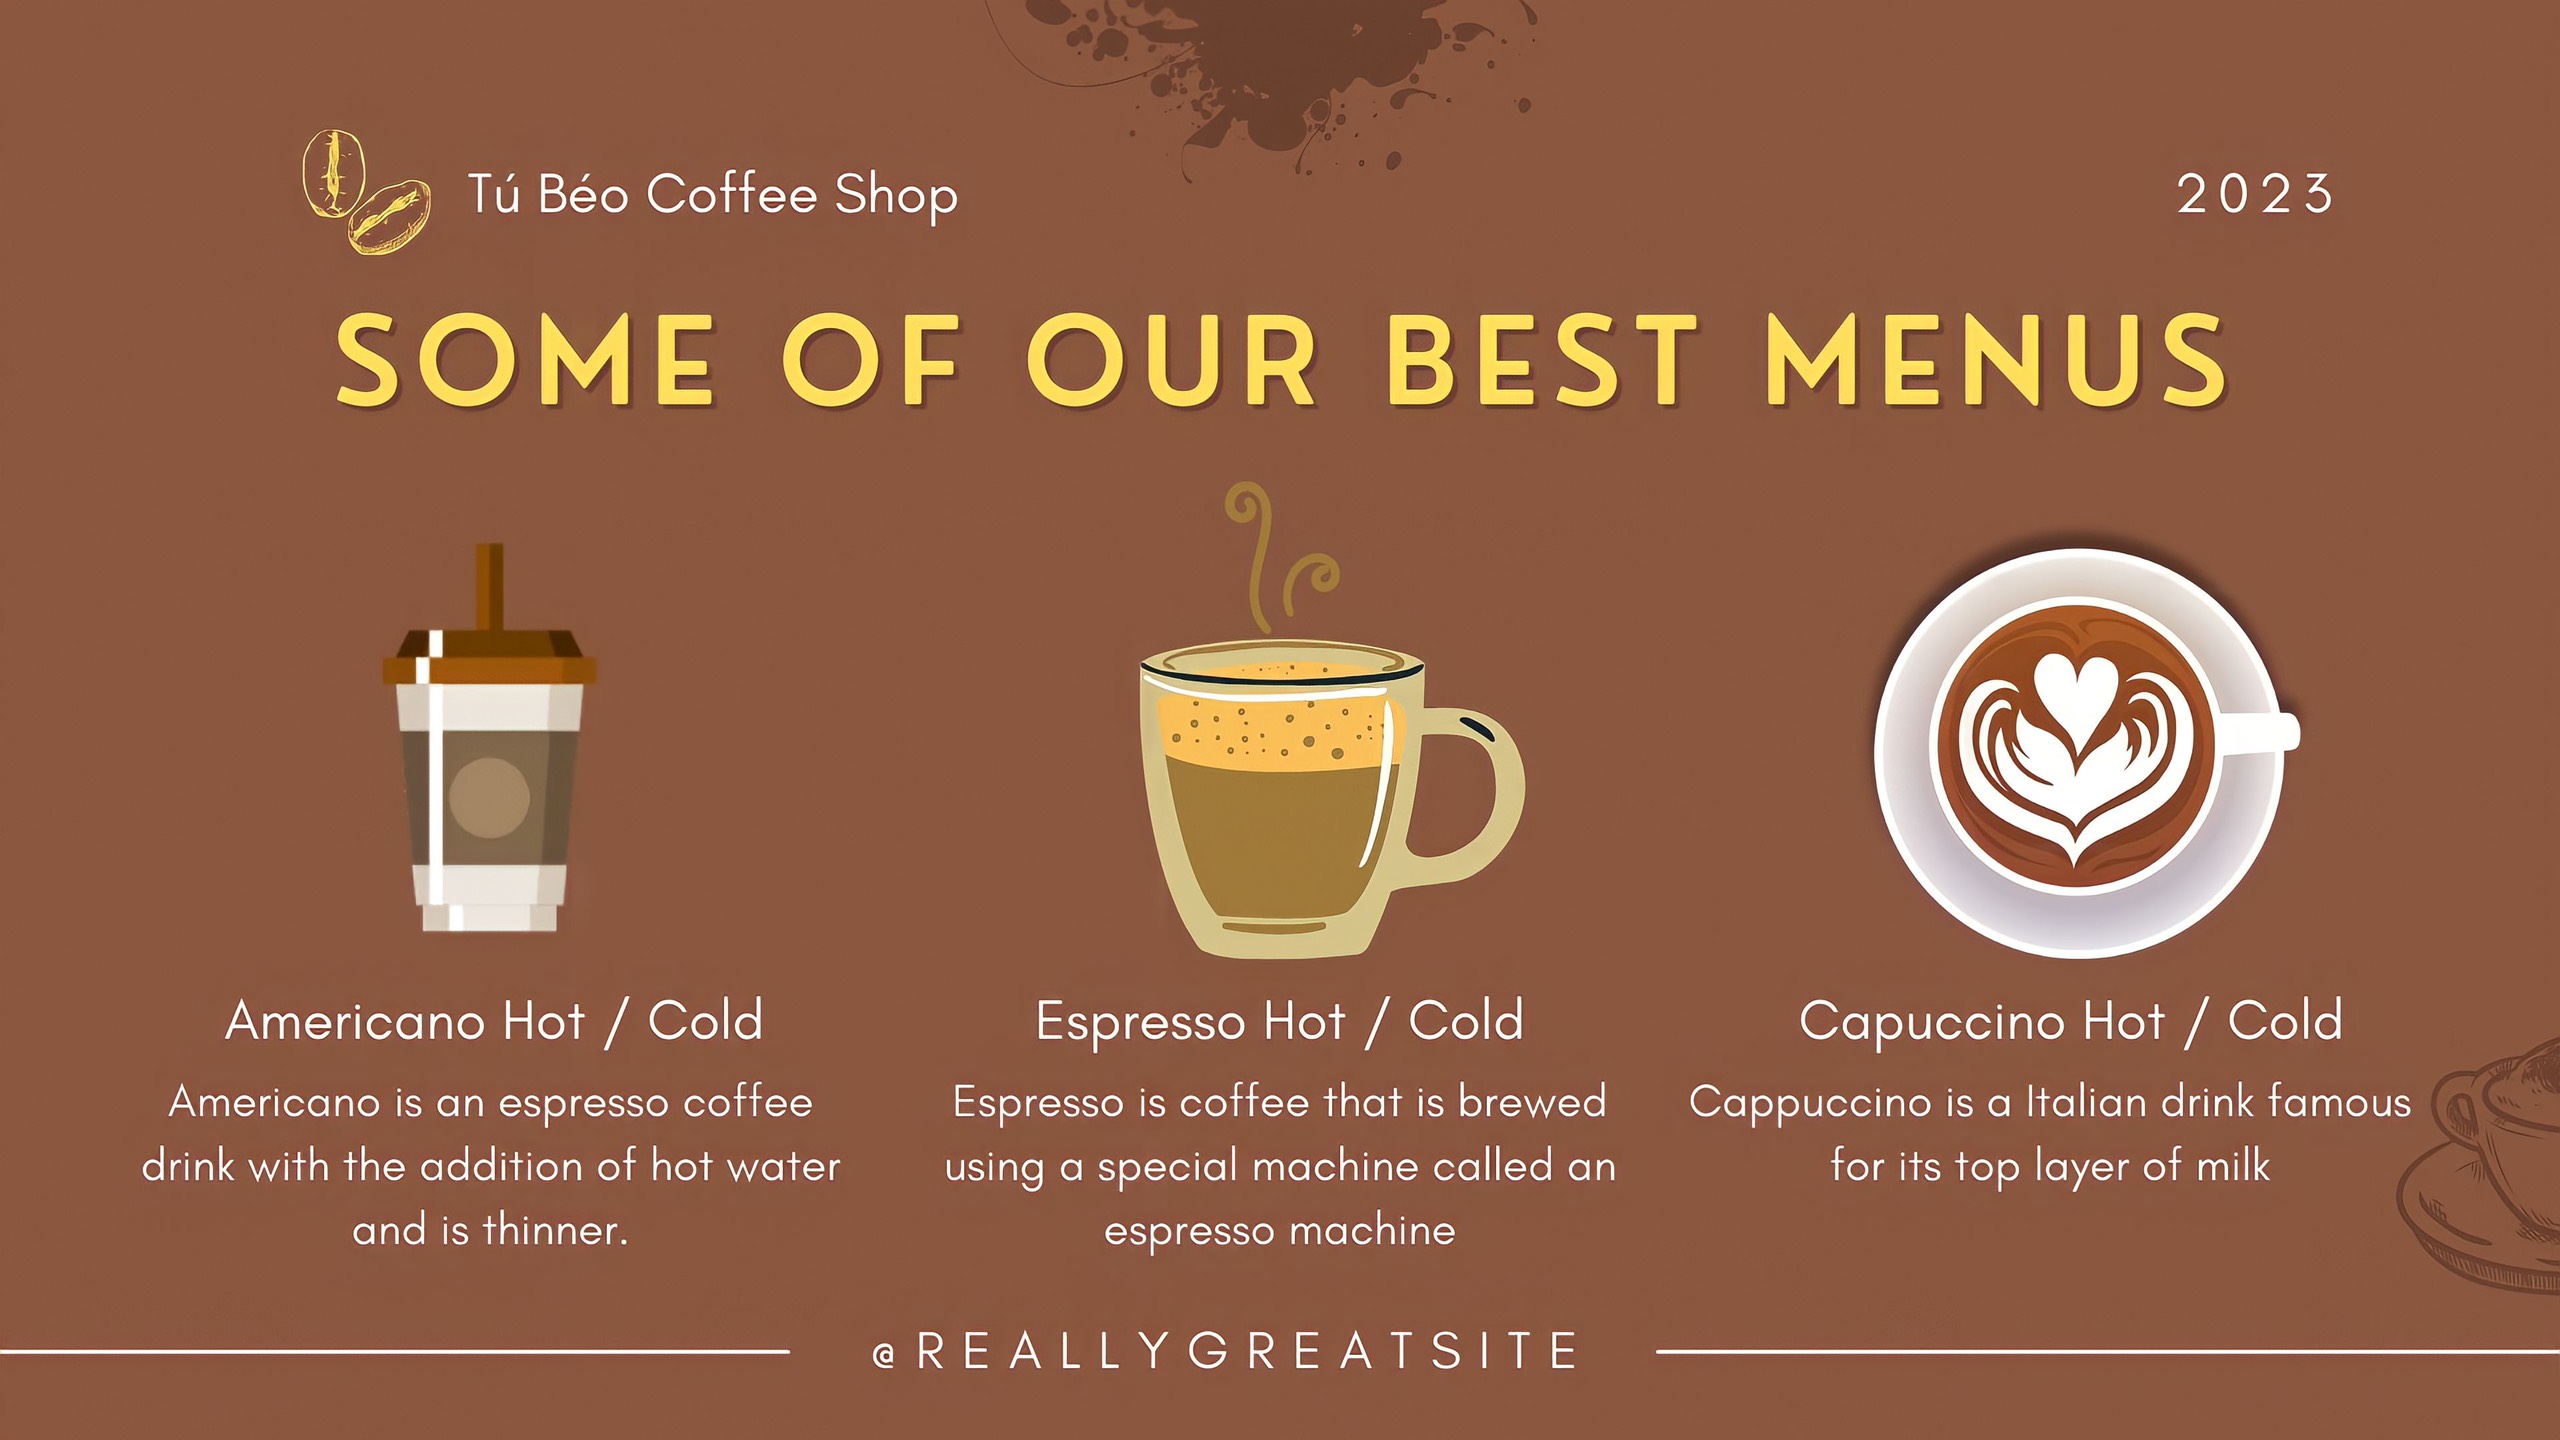 Tú Béo Coffee Shop
2023
SOME OF OUR BEST MENUS
Americano Hot / Cold
Americano is an espresso coffee
drink with the addition of hot water
and is thinner.
Espresso Hot / Cold
Espresso is coffee that is brewed
using a special machine called an
espresso machine
Capuccino Hot / Cold
Cappuccino is a Italian drink famous
for its top layer of milk
@REALLYGREATSITE